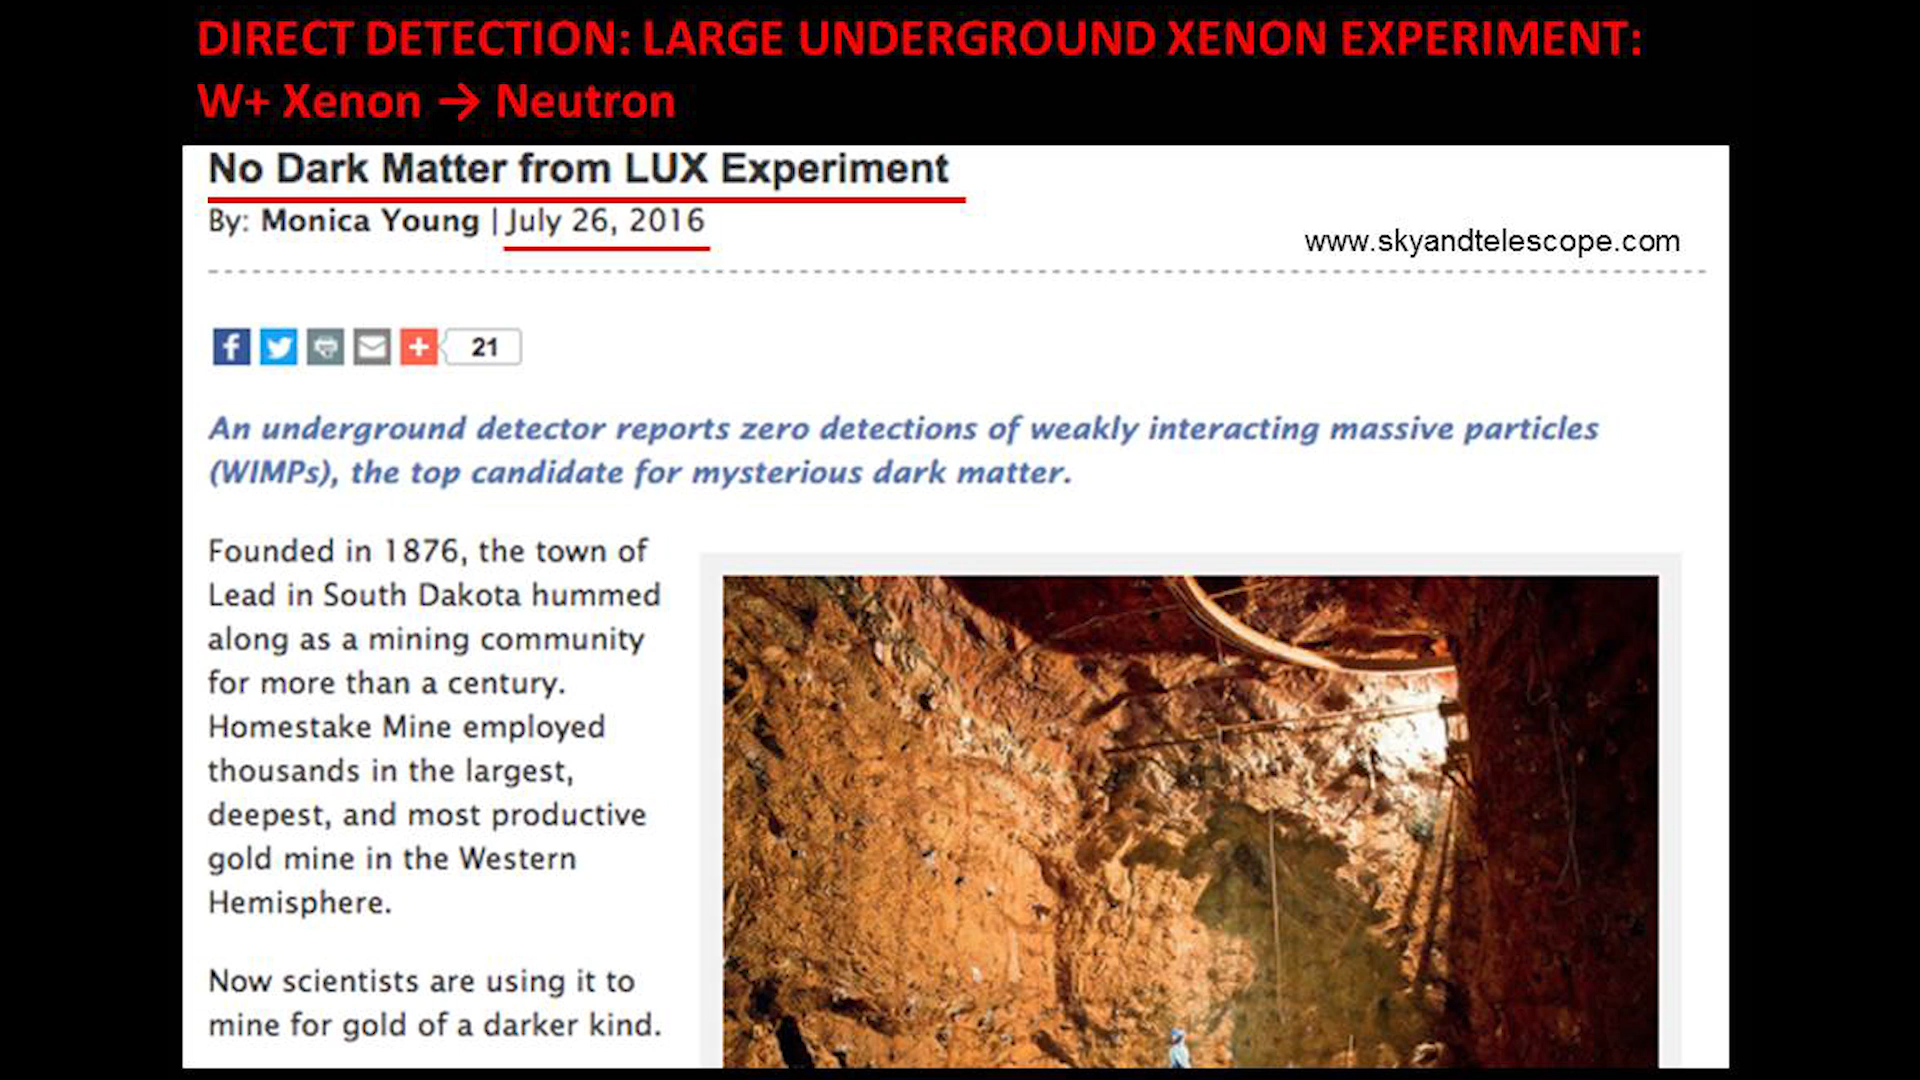 DIRECT DETECTION: LARGE UNDERGROUND XENON EXPERIMENT:
W+ Xenon → Neutron
No Dark Matter from LUX Experiment
By: Monica Young | July 26, 2016
www.skyandtelescope.com
f
+
21
An underground detector reports zero detections of weakly interacting massive particles
(WIMPs), the top candidate for mysterious dark matter.
Founded in 1876, the town of
Lead in South Dakota hummed
along as a mining community
for more than a century.
Homestake Mine employed
thousands in the largest,
deepest, and most productive
gold mine in the Western
Hemisphere.
Now scientists are using it to
mine for gold of a darker kind.